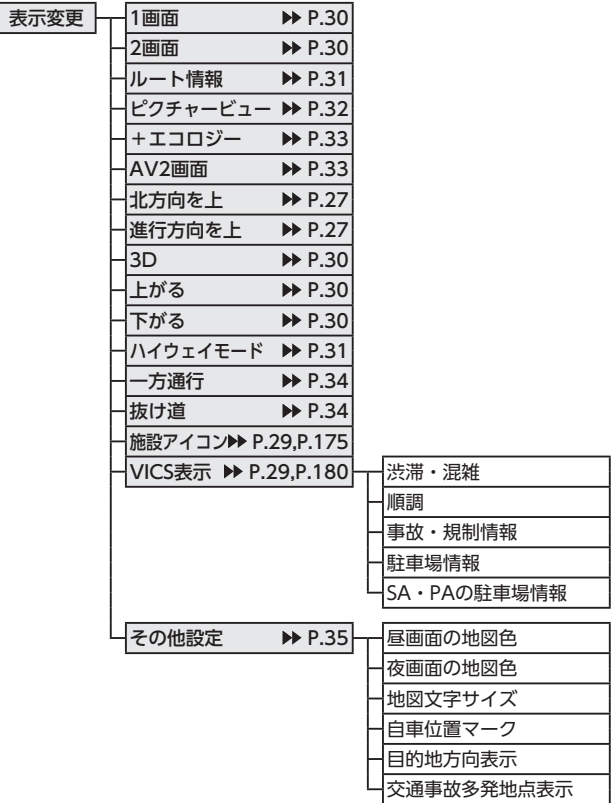 表示変更
1画面 ▶▶ P.30
2画面 ▶▶ P.30
ルート情報 ▶▶ P.31
ピクチャービュー ▶▶ P.32
＋エコロジー ▶▶ P.33
AV2画面 ▶▶ P.33
北方向を上 ▶▶ P.27
進行方向を上 ▶▶ P.27
3D ▶▶ P.30
上がる ▶▶ P.30
下がる ▶▶ P.30
ハイウェイモード ▶▶ P.31
一方通行 ▶▶ P.34
抜け道 ▶▶ P.34
施設アイコン▶▶ P.29,P.175
VICS表示 ▶▶ P.29,P.180
渋滞・混雑
順調
事故・規制情報
駐車場情報
SA・PAの駐車場情報
その他設定 ▶▶ P.35
昼画面の地図色
夜画面の地図色
地図文字サイズ
自車位置マーク
目的地方向表示
交通事故多発地点表示